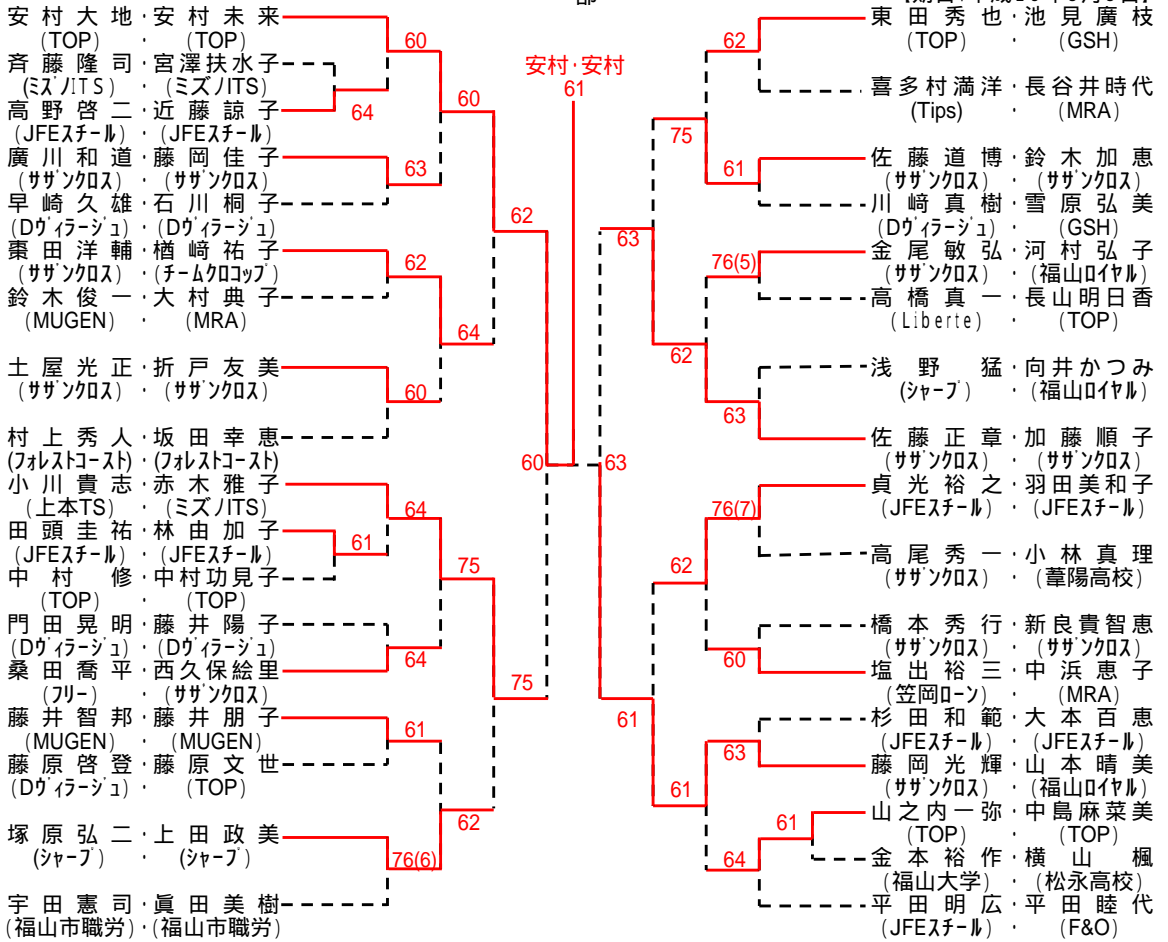 部
安村大地・安村未来
(TOP)・(TOP)
斉藤隆司・宮澤扶水子
(ミズノITS)・(ミズノITS)
高野啓二・近藤諒子
(JFEスチール)・(JFEスチール)
廣川和道・藤岡佳子
(サザンクロス)・(サザンクロス)
早崎久雄・石川桐子
(Dヴィラージュ)・(Dヴィラージュ)
棗田洋輔・楢﨑祐子
(サザンクロス)・(チームクロコップ)
鈴木俊一・大村典子
(MUGEN)・(MRA)
土屋光正・折戸友美
(サザンクロス)・(サザンクロス)
村上秀人・坂田幸恵
(フォレストコースト)・(フォレストコースト)
小川貴志・赤木雅子
(上本TS)・(ミズノITS)
田頭圭祐・林由加子
(JFEスチール)・(JFEスチール)
中村修・中村功見子
(TOP)・(TOP)
門田晃明・藤井陽子
(Dヴィラージュ)・(Dヴィラージュ)
桑田喬平・西久保絵里
(フリー)・(サザンクロス)
藤井智邦・藤井朋子
(MUGEN)・(MUGEN)
藤原啓登・藤原文世
(Dヴィラージュ)・(TOP)
塚原弘二・上田政美
(シャープ)・(シャープ)
宇田憲司・眞田美樹
(福山市職労)・(福山市職労)
60
64
63
62
60
61
64
64
61
76(6)
60
64
75
62
62
75
60
安村・安村
61
63
63
61
75
62
62
61
62
61
76(5)
63
76(7)
60
63
64
61
東田秀也・池見廣枝
(TOP)・(GSH)
喜多村満洋・長谷井時代
(Tips)・(MRA)
佐藤道博・鈴木加恵
(サザンクロス)・(サザンクロス)
川﨑真樹・雪原弘美
(Dヴィラージュ)・(GSH)
金尾敏弘・河村弘子
(サザンクロス)・(福山ロイヤル)
高橋真一・長山明日香
(Liberte)・(TOP)
浅野猛・向井かつみ
(シャープ)・(福山ロイヤル)
佐藤正章・加藤順子
(サザンクロス)・(サザンクロス)
貞光裕之・羽田美和子
(JFEスチール)・(JFEスチール)
高尾秀一・小林真理
(サザンクロス)・(葦陽高校)
橋本秀行・新良貴智恵
(サザンクロス)・(サザンクロス)
塩出裕三・中浜恵子
(笠岡ローン)・(MRA)
杉田和範・大本百恵
(JFEスチール)・(JFEスチール)
藤岡光輝・山本晴美
(サザンクロス)・(福山ロイヤル)
山之内一弥・中島麻菜美
(TOP)・(TOP)
金本裕作・横山楓
(福山大学)・(松永高校)
平田明広・平田睦代
(JFEスチール)・(F&O)